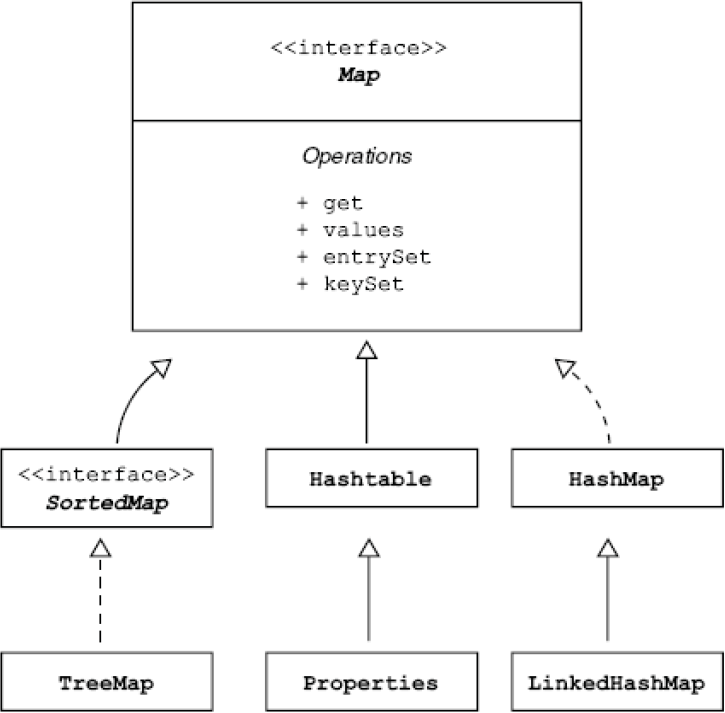 <<interface>>
Map
Operations
+ get
+ values
+ entrySet
+ keySet
<<interface>>
SortedMap
Hashtable
HashMap
TreeMap
Properties
LinkedHashMap